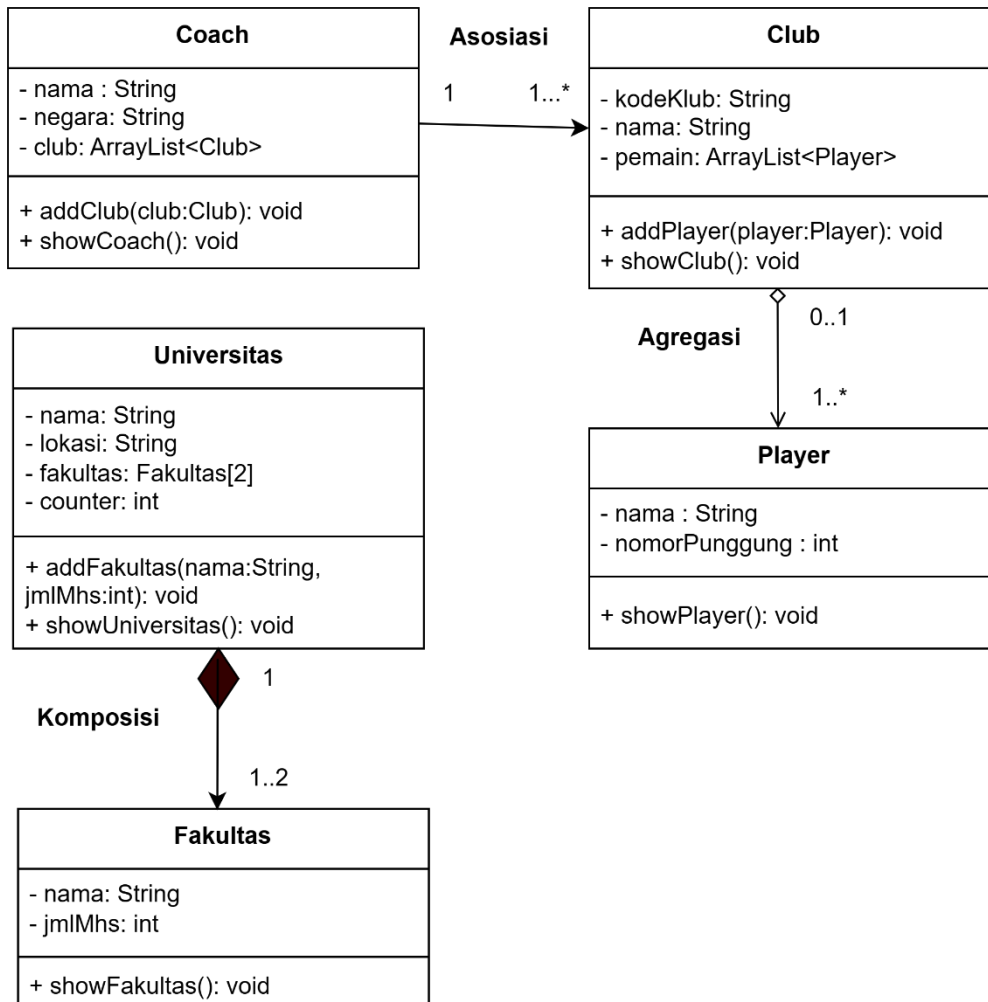 Coach
- nama : String
- negara: String
- club: ArrayList<Club>
+ addClub(club:Club): void
+ showCoach(): void
Asosiasi
1
1...*
Club
- kodeKlub: String
- nama: String
- pemain: ArrayList<Player>
+ addPlayer(player:Player): void
+ showClub(): void
Agregasi
0..1
1..*
Player
- nama : String
- nomorPunggung : int
+ showPlayer(): void
Universitas
- nama: String
- lokasi: String
- fakultas: Fakultas[2]
- counter: int
+ addFakultas(nama:String,
jmlMhs:int): void
+ showUniversitas(): void
1
Komposisi
1..2
Fakultas
- nama: String
- jmlMhs: int
+ showFakultas(): void